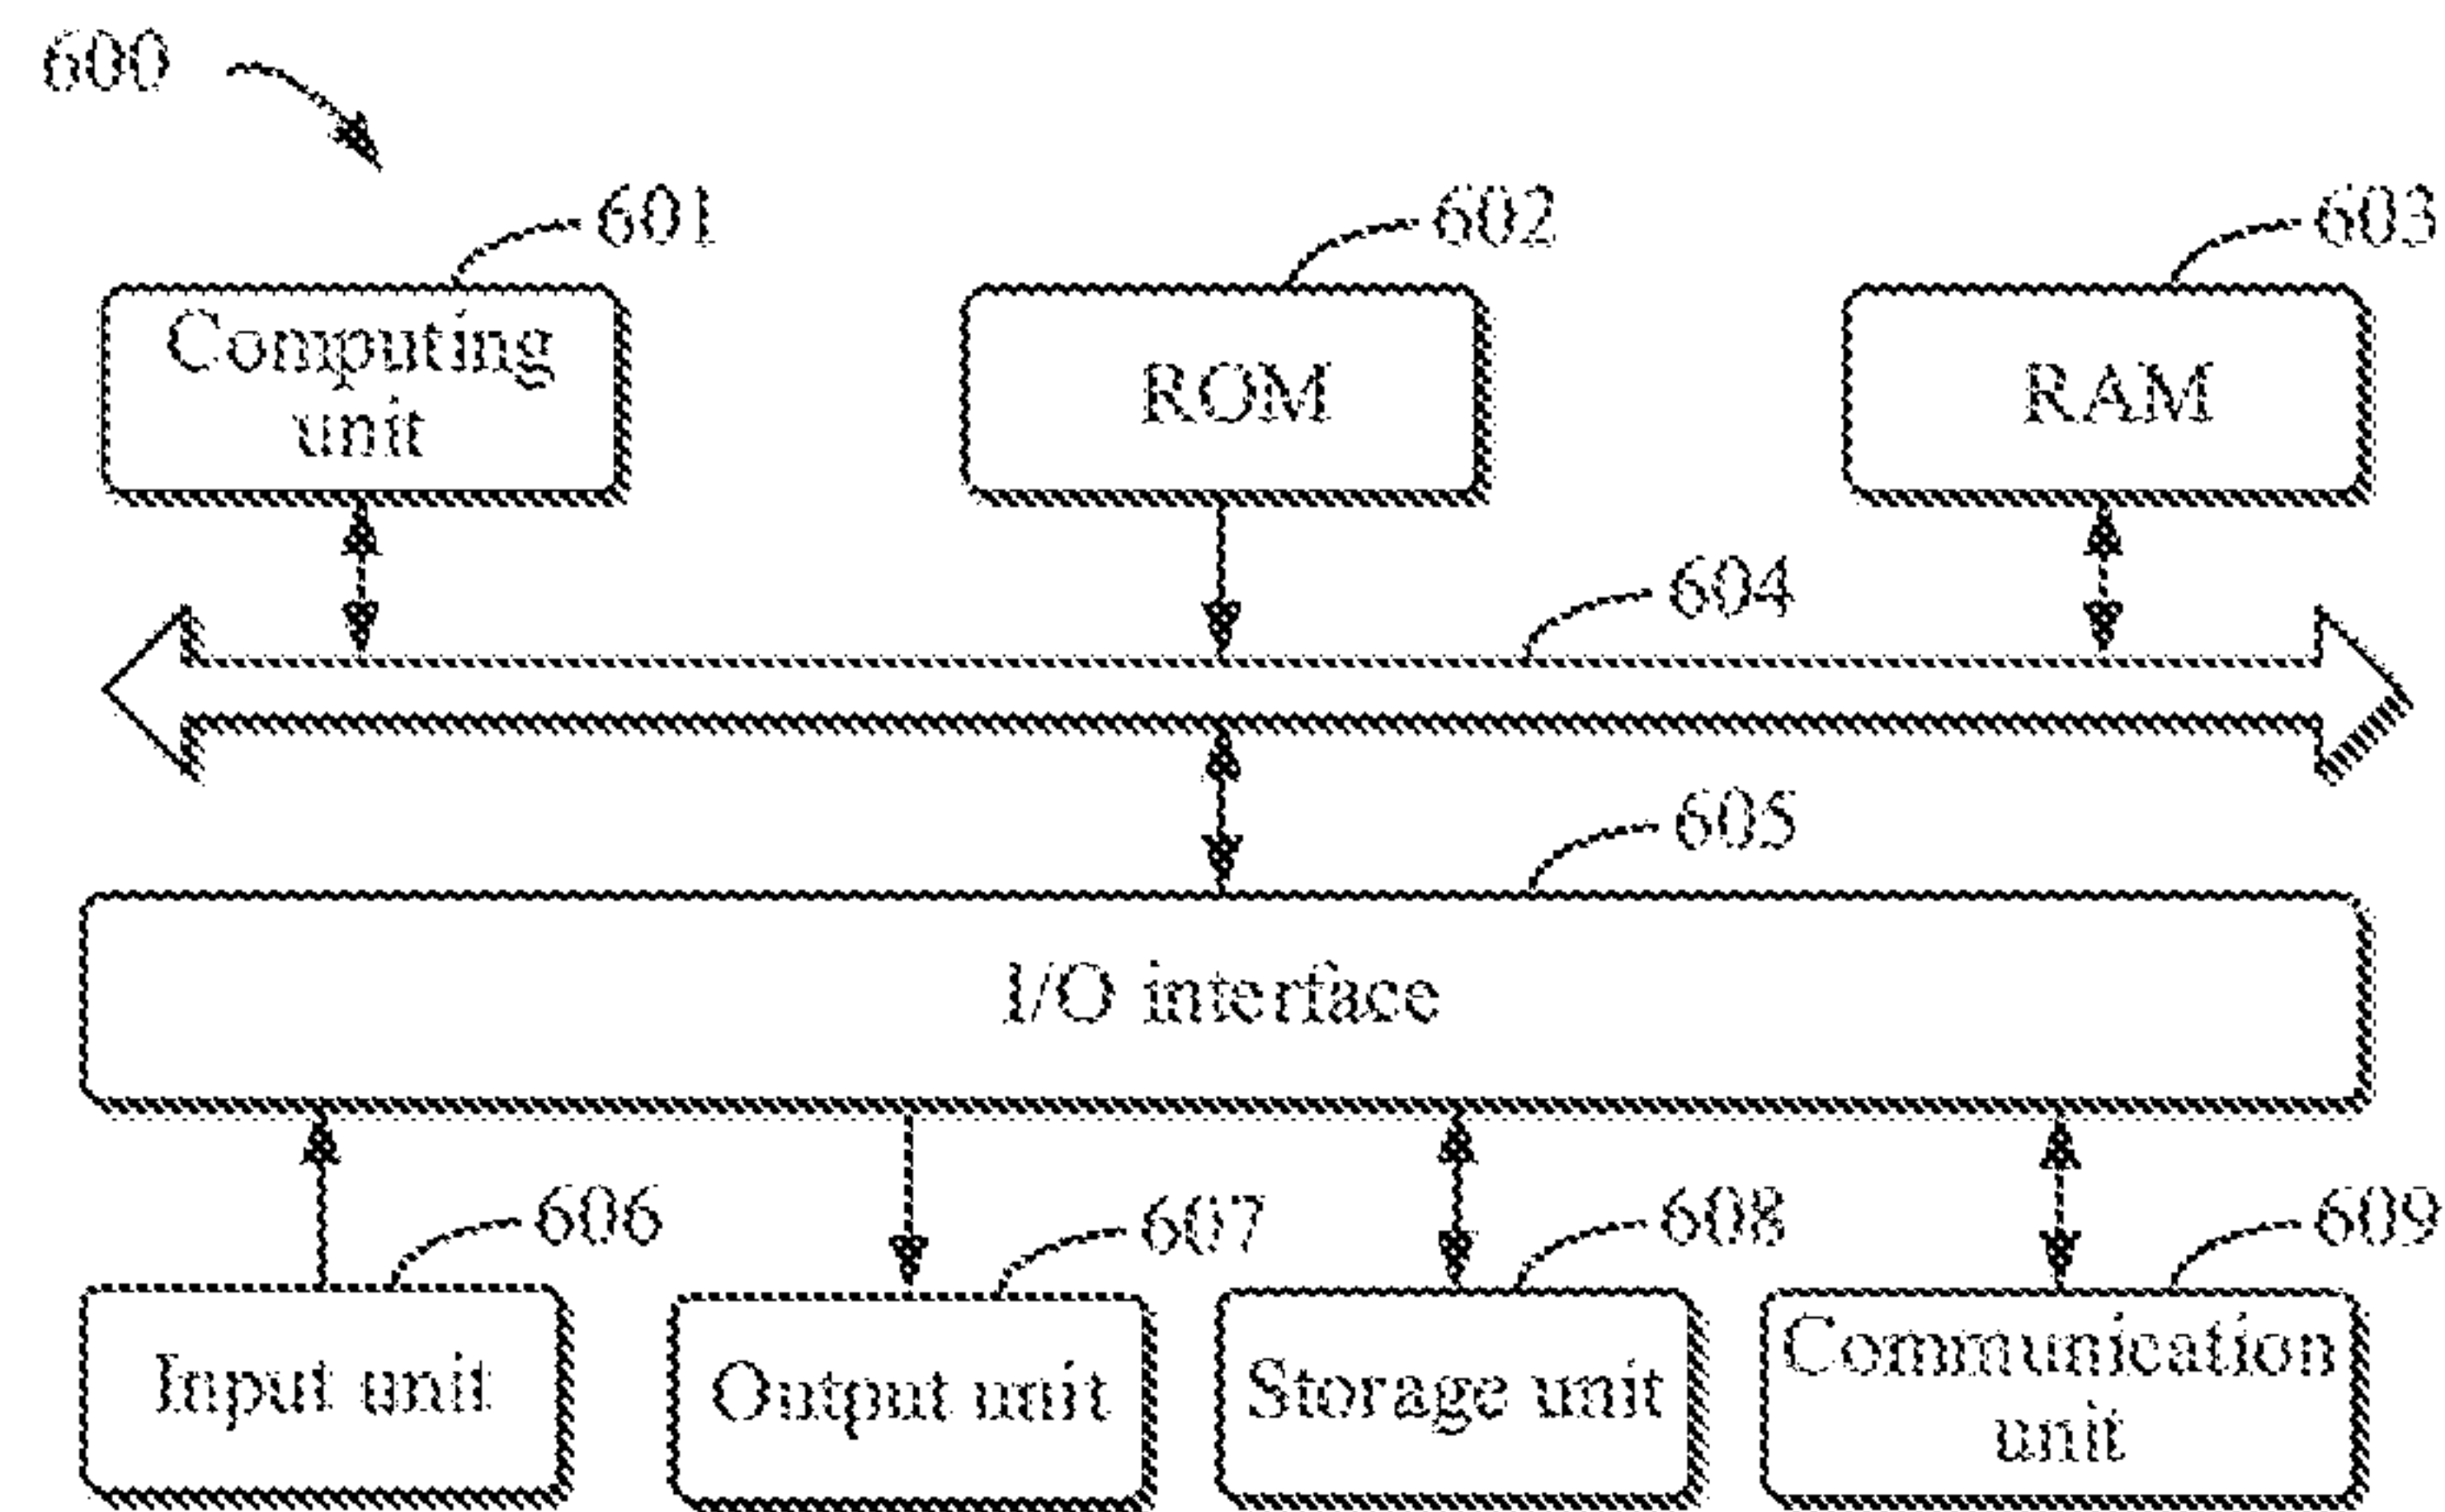 600
601
602
603
Computing
unit
ROM
RAM
604
605
I/O interface
606
607
608
609
Input unit
Output unit
Storage unit
Communication
unit